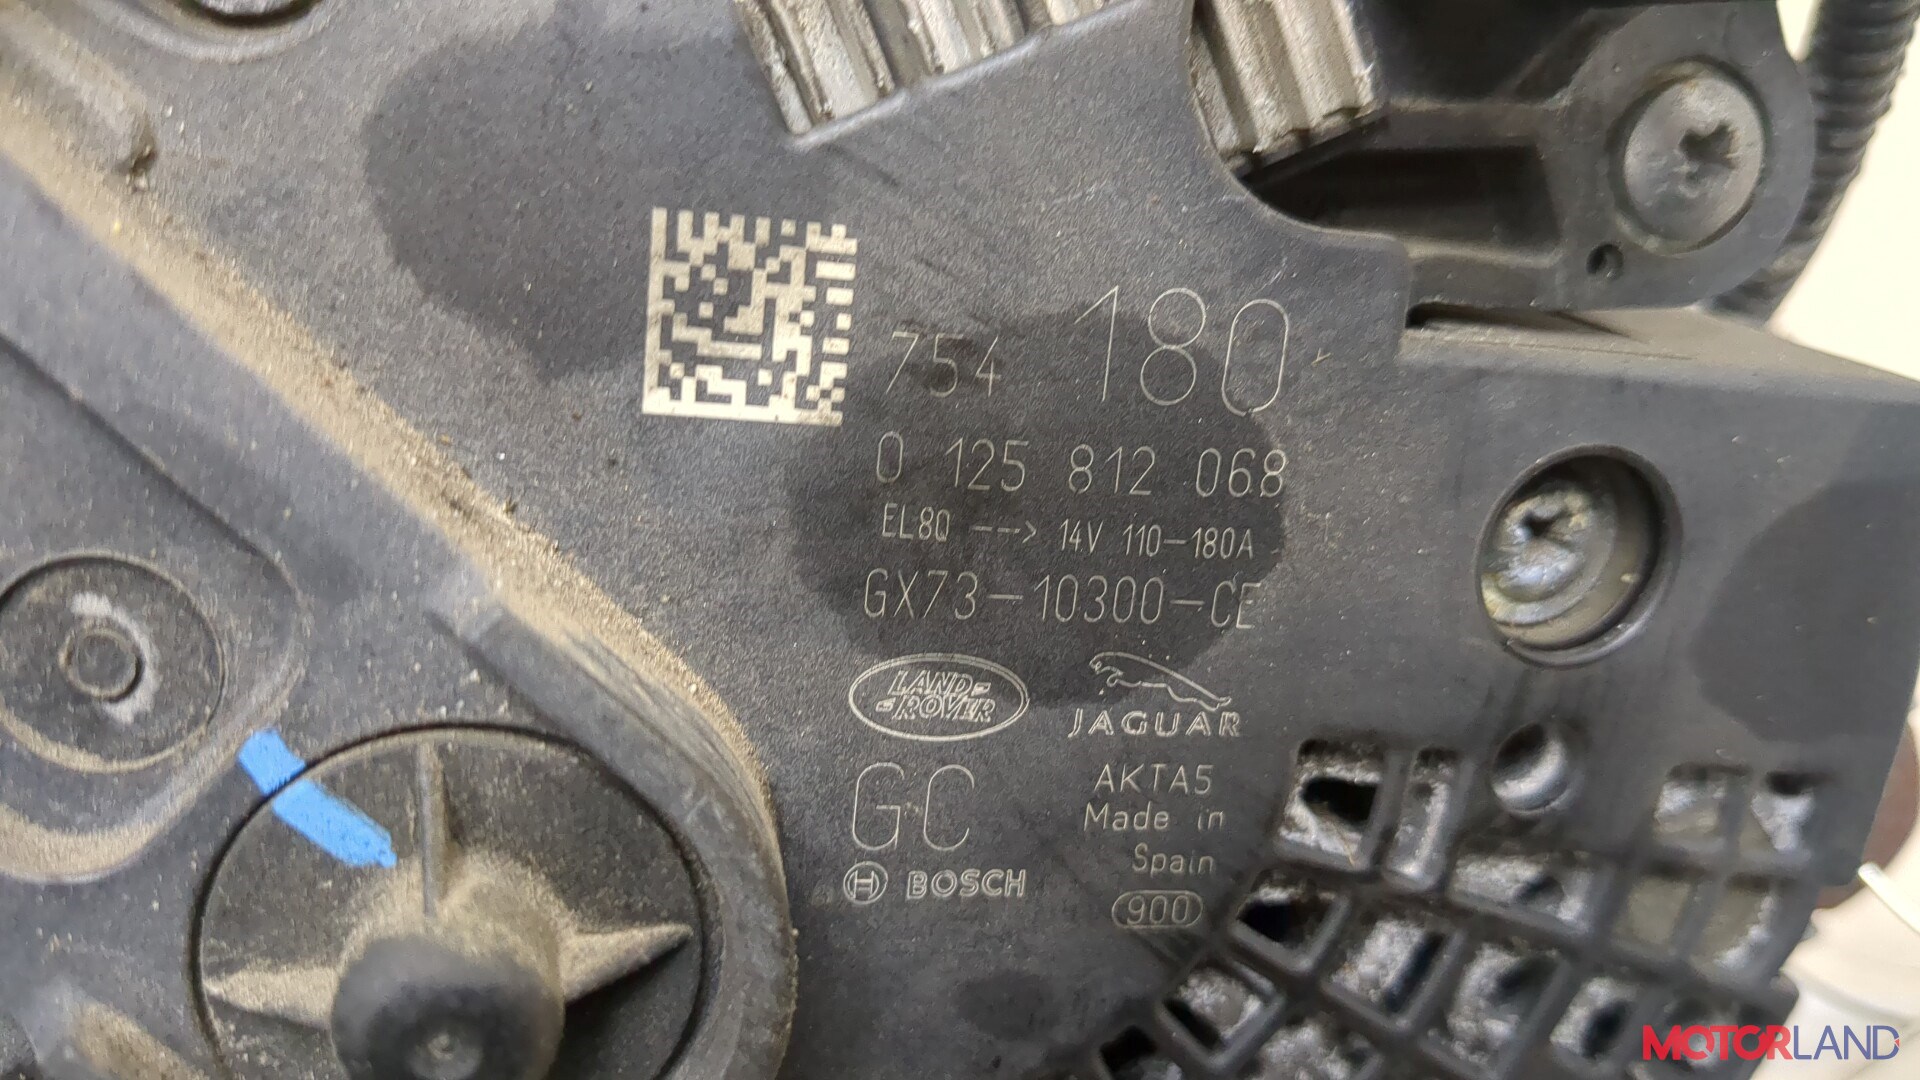 754 180
0 125 812 068
EL8Q ---> 14V 110-180A
GX73-10300-CE
LAND-
-ROVER
JAGUAR
GC
AKTA5
Made in
Spain
BOSCH
900
MOTORLAND